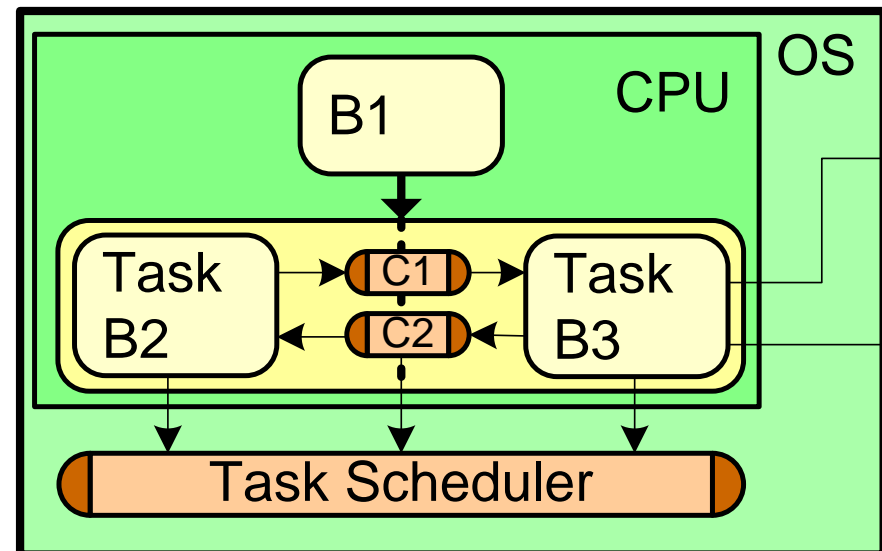 OS
CPU
B1
Task
B2
C1
C2
Task
B3
Task Scheduler